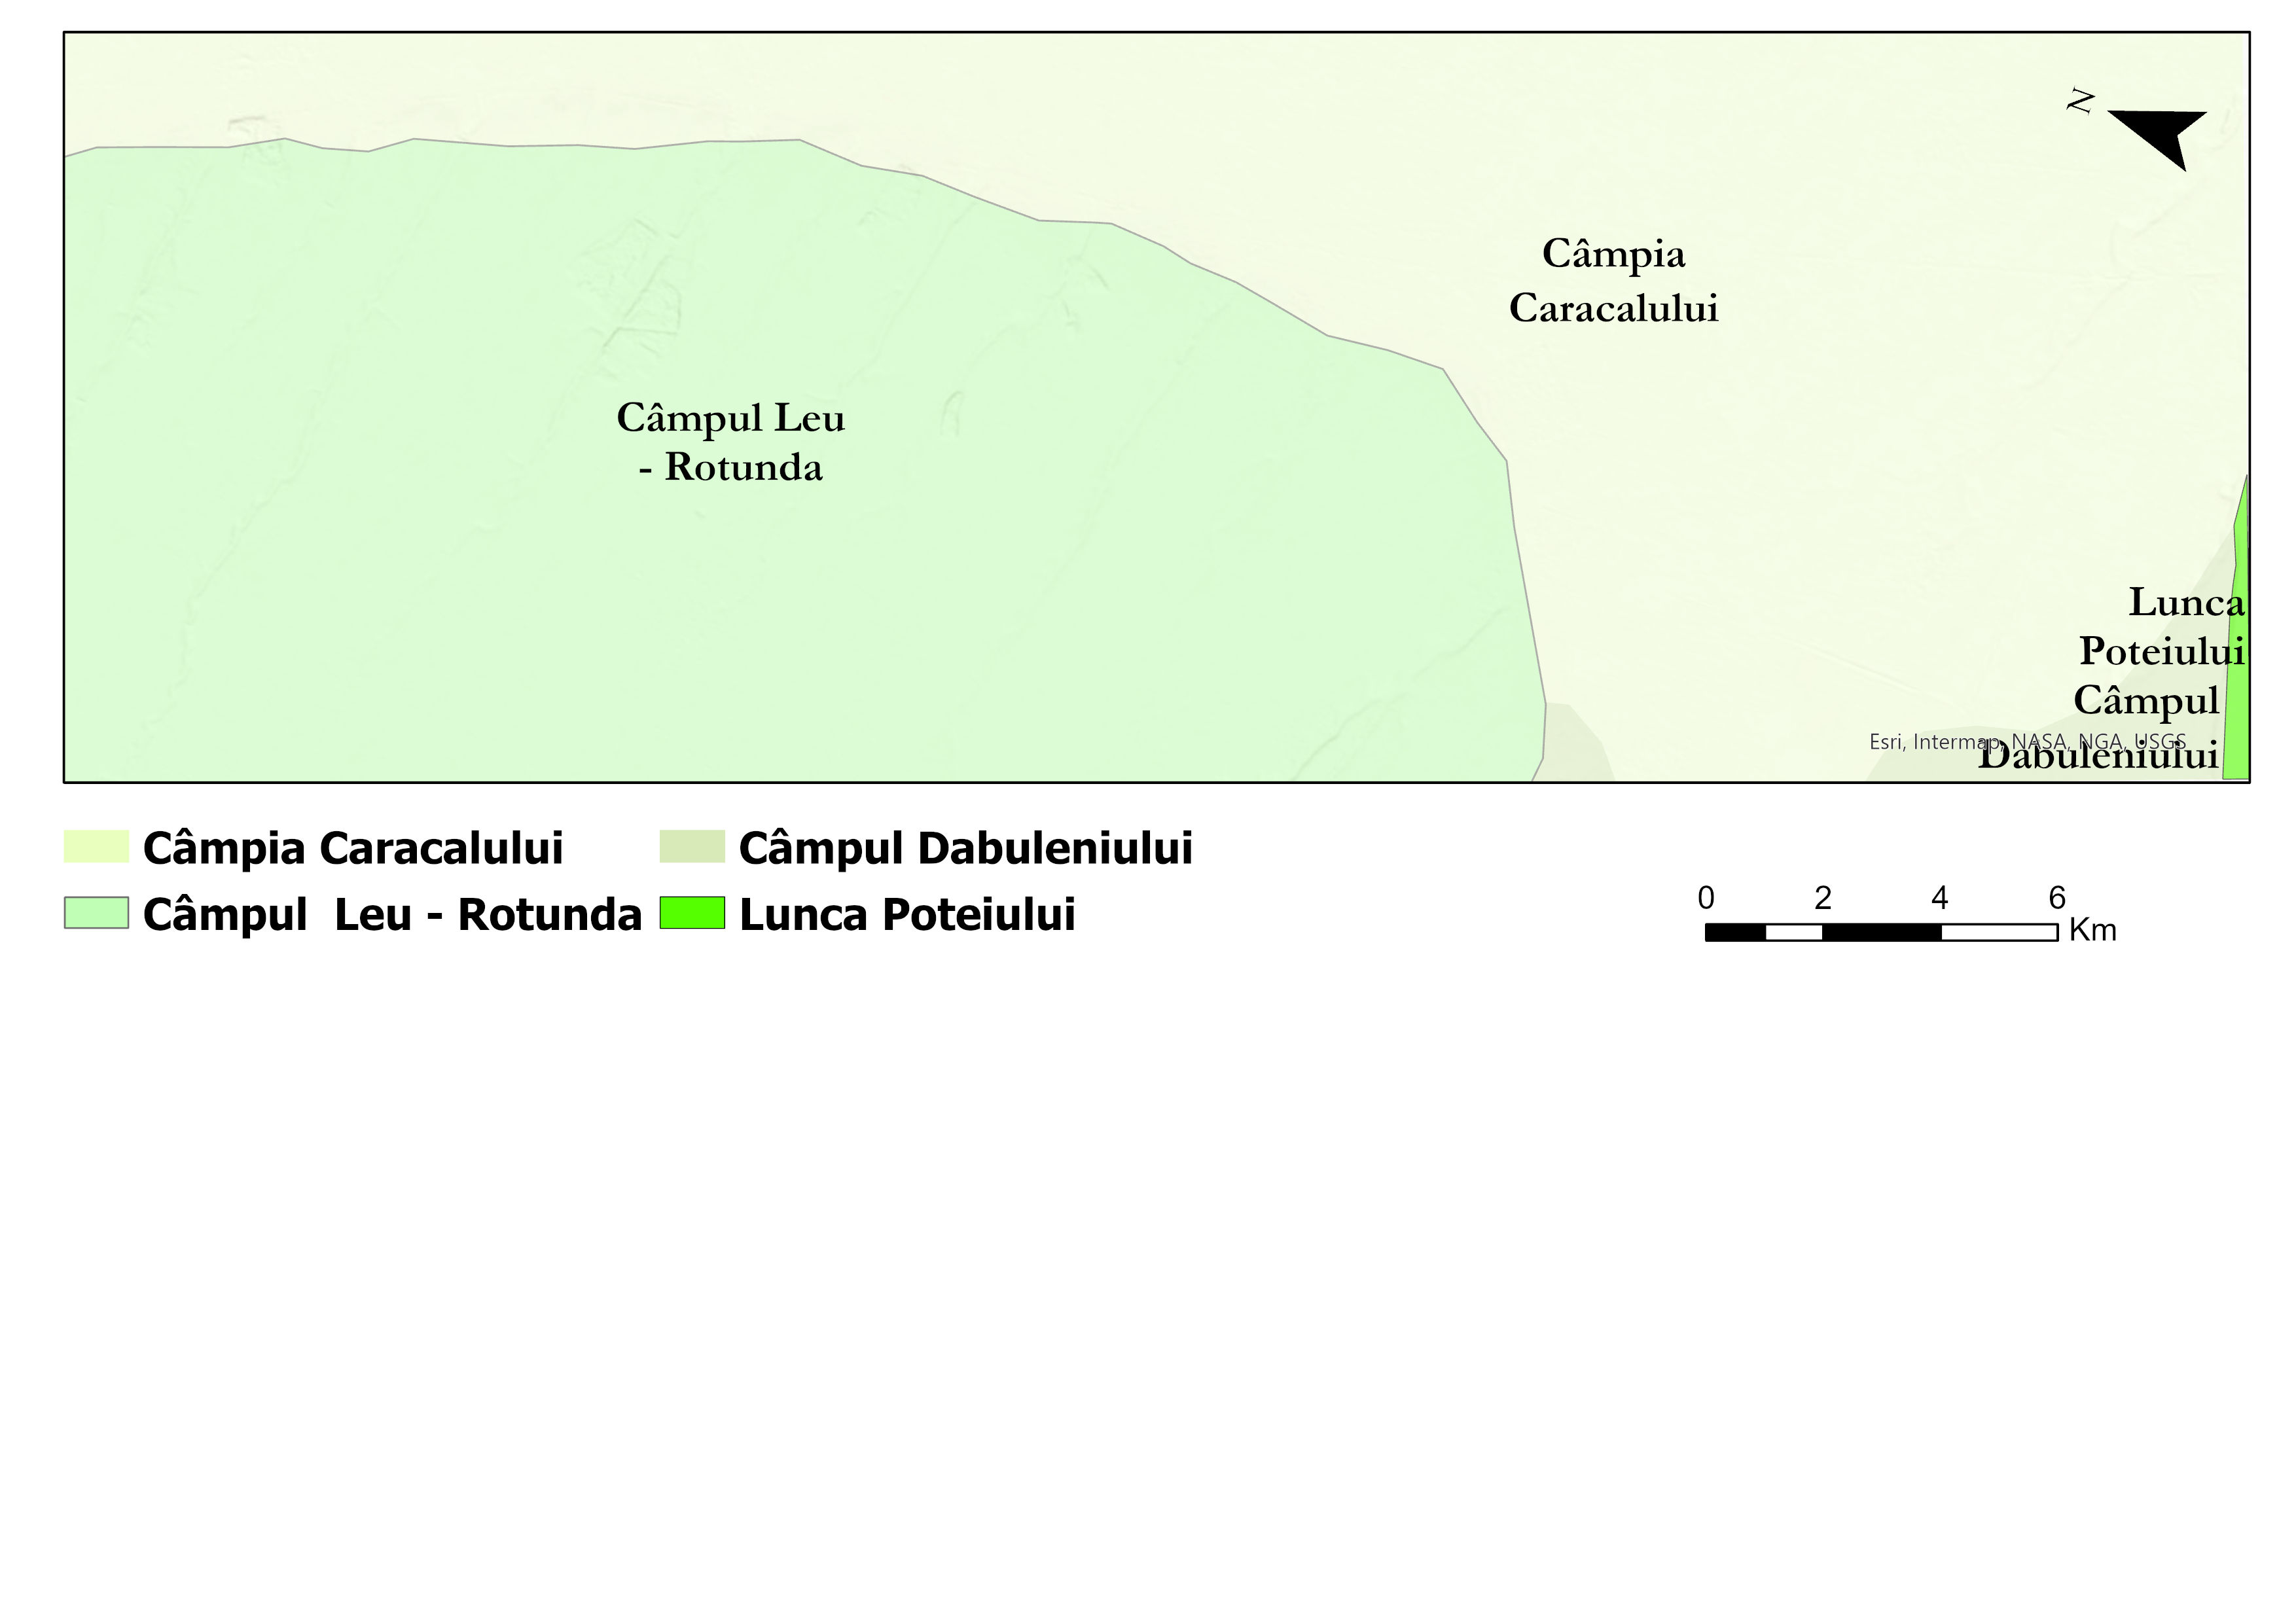 N
Câmpia
Caracalului
Câmpul Leu
- Rotunda
Lunca
Poteiului
Câmpul
Dabuleniului
Esri, Intermap, NASA, NGA, USGS
Câmpia Caracalului
Câmpul Dabuleniului
Câmpul  Leu - Rotunda
Lunca Poteiului
0 2 4 6
Km